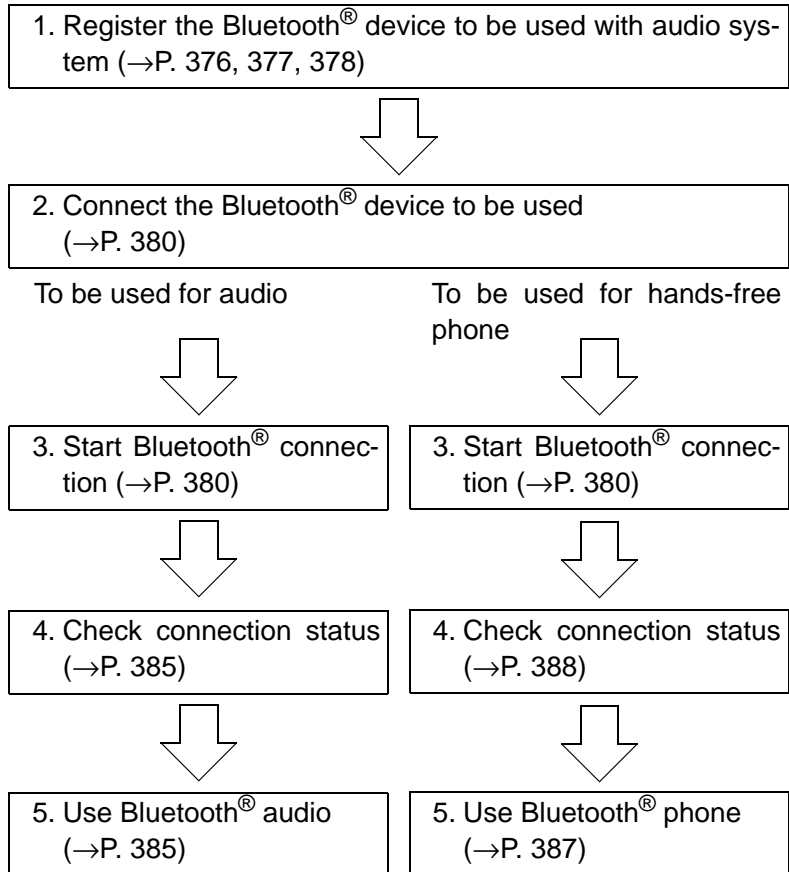 1. Register the Bluetooth® device to be used with audio sys-
tem (→P. 376, 377, 378)
2. Connect the Bluetooth® device to be used
(→P. 380)
To be used for audio
To be used for hands-free
phone
3. Start Bluetooth® connec-
tion (→P. 380)
3. Start Bluetooth® connec-
tion (→P. 380)
4. Check connection status
(→P. 385)
4. Check connection status
(→P. 388)
5. Use Bluetooth® audio
(→P. 385)
5. Use Bluetooth® phone
(→P. 387)